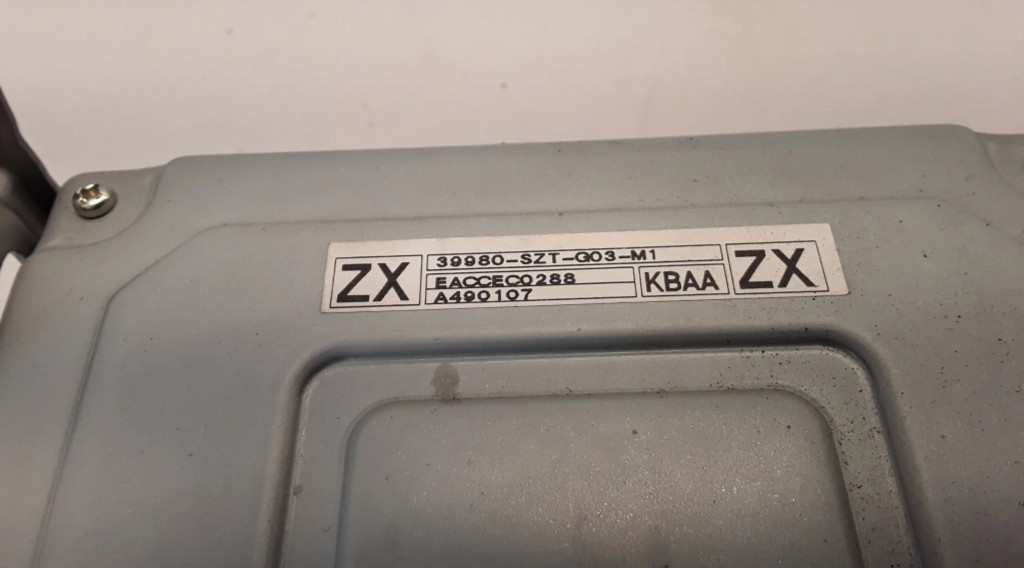 ZX
39980-SZT-G03-M1
EACCEC0288
A490107
KBAA
ZX